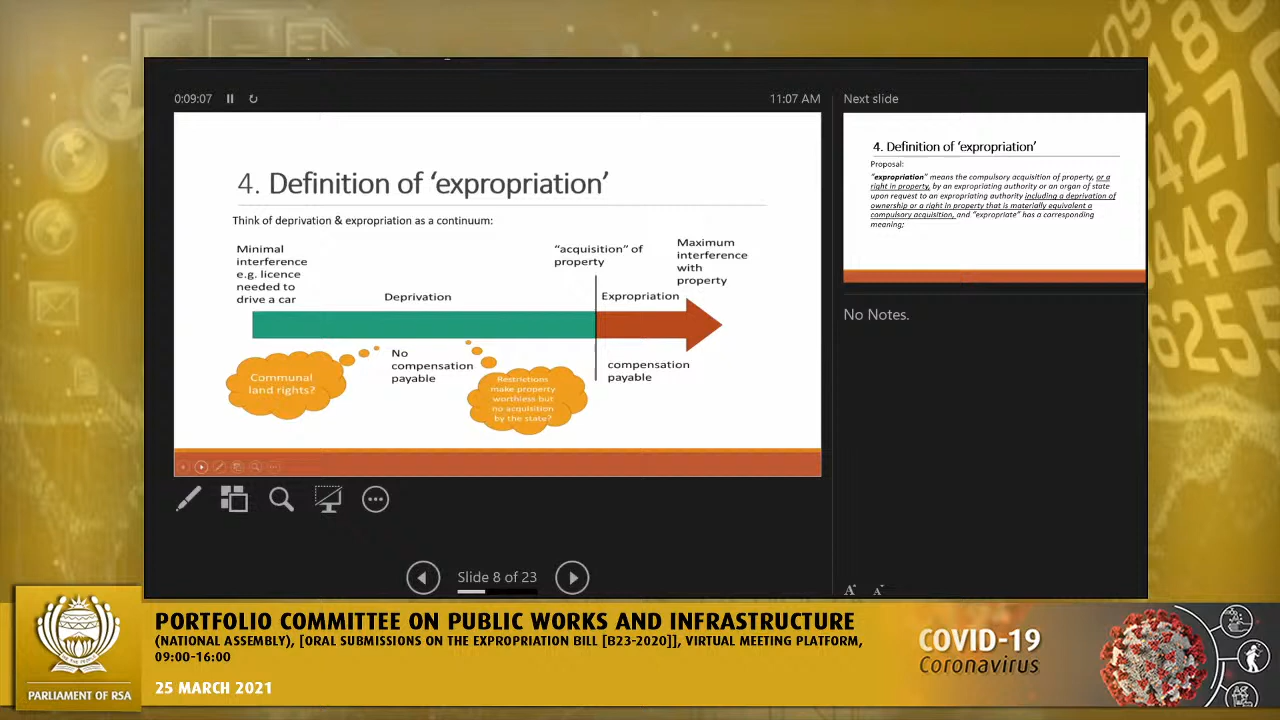 0:09:07
11:07 AM
Next slide
4. Definition of ‘expropriation’
Think of deprivation & expropriation as a continuum:
Minimal
interference
e.g. licence
needed to
drive a car
Deprivation
“acquisition” of
property
Maximum
interference
with
property
Expropriation
No
compensation
payable
compensation
payable
Communal
land rights?
Restrictions
make property
worthless but
no acquisition
by the state?
4. Definition of ‘expropriation’
Proposal:
“expropriation” means the compulsory acquisition of property, or a
right in property, by an expropriating authority or an organ of state
upon request to an expropriating authority including a deprivation of
ownership or a right in property that is materially equivalent a
compulsory acquisition, and “expropriate” has a corresponding
meaning;
No Notes.
Slide 8 of 23
A A
PARLIAMENT OF RSA
PORTFOLIO COMMITTEE ON PUBLIC WORKS AND INFRASTRUCTURE
(NATIONAL ASSEMBLY), [ORAL SUBMISSIONS ON THE EXPROPRIATION BILL [B23-2020]], VIRTUAL MEETING PLATFORM,
09:00-16:00
25 MARCH 2021
COVID-19
Coronavirus